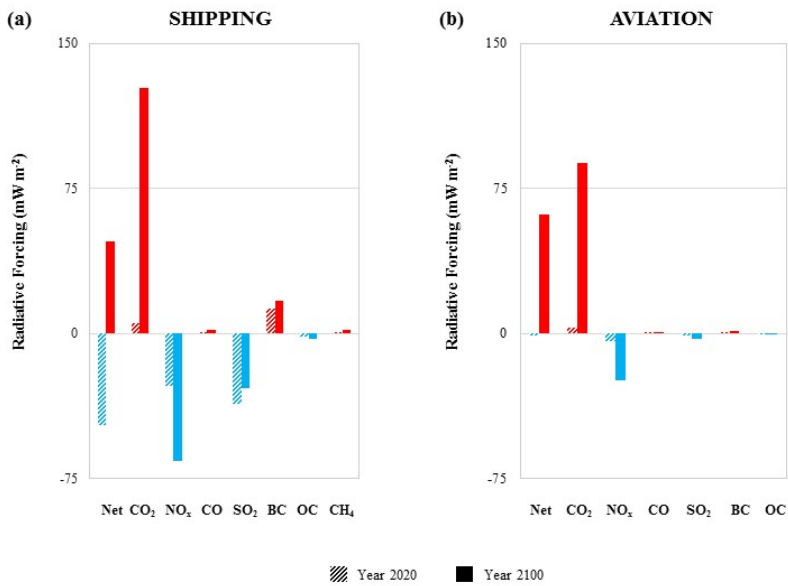 (a) SHIPPING
150
75
0
-75
Radiative Forcing (mW m-2)
Net CO2 NOx CO SO2 BC OC CH4
(b) AVIATION
150
75
0
-75
Radiative Forcing (mW m-2)
Net CO2 NOx CO SO2 BC OC
Year 2020 Year 2100